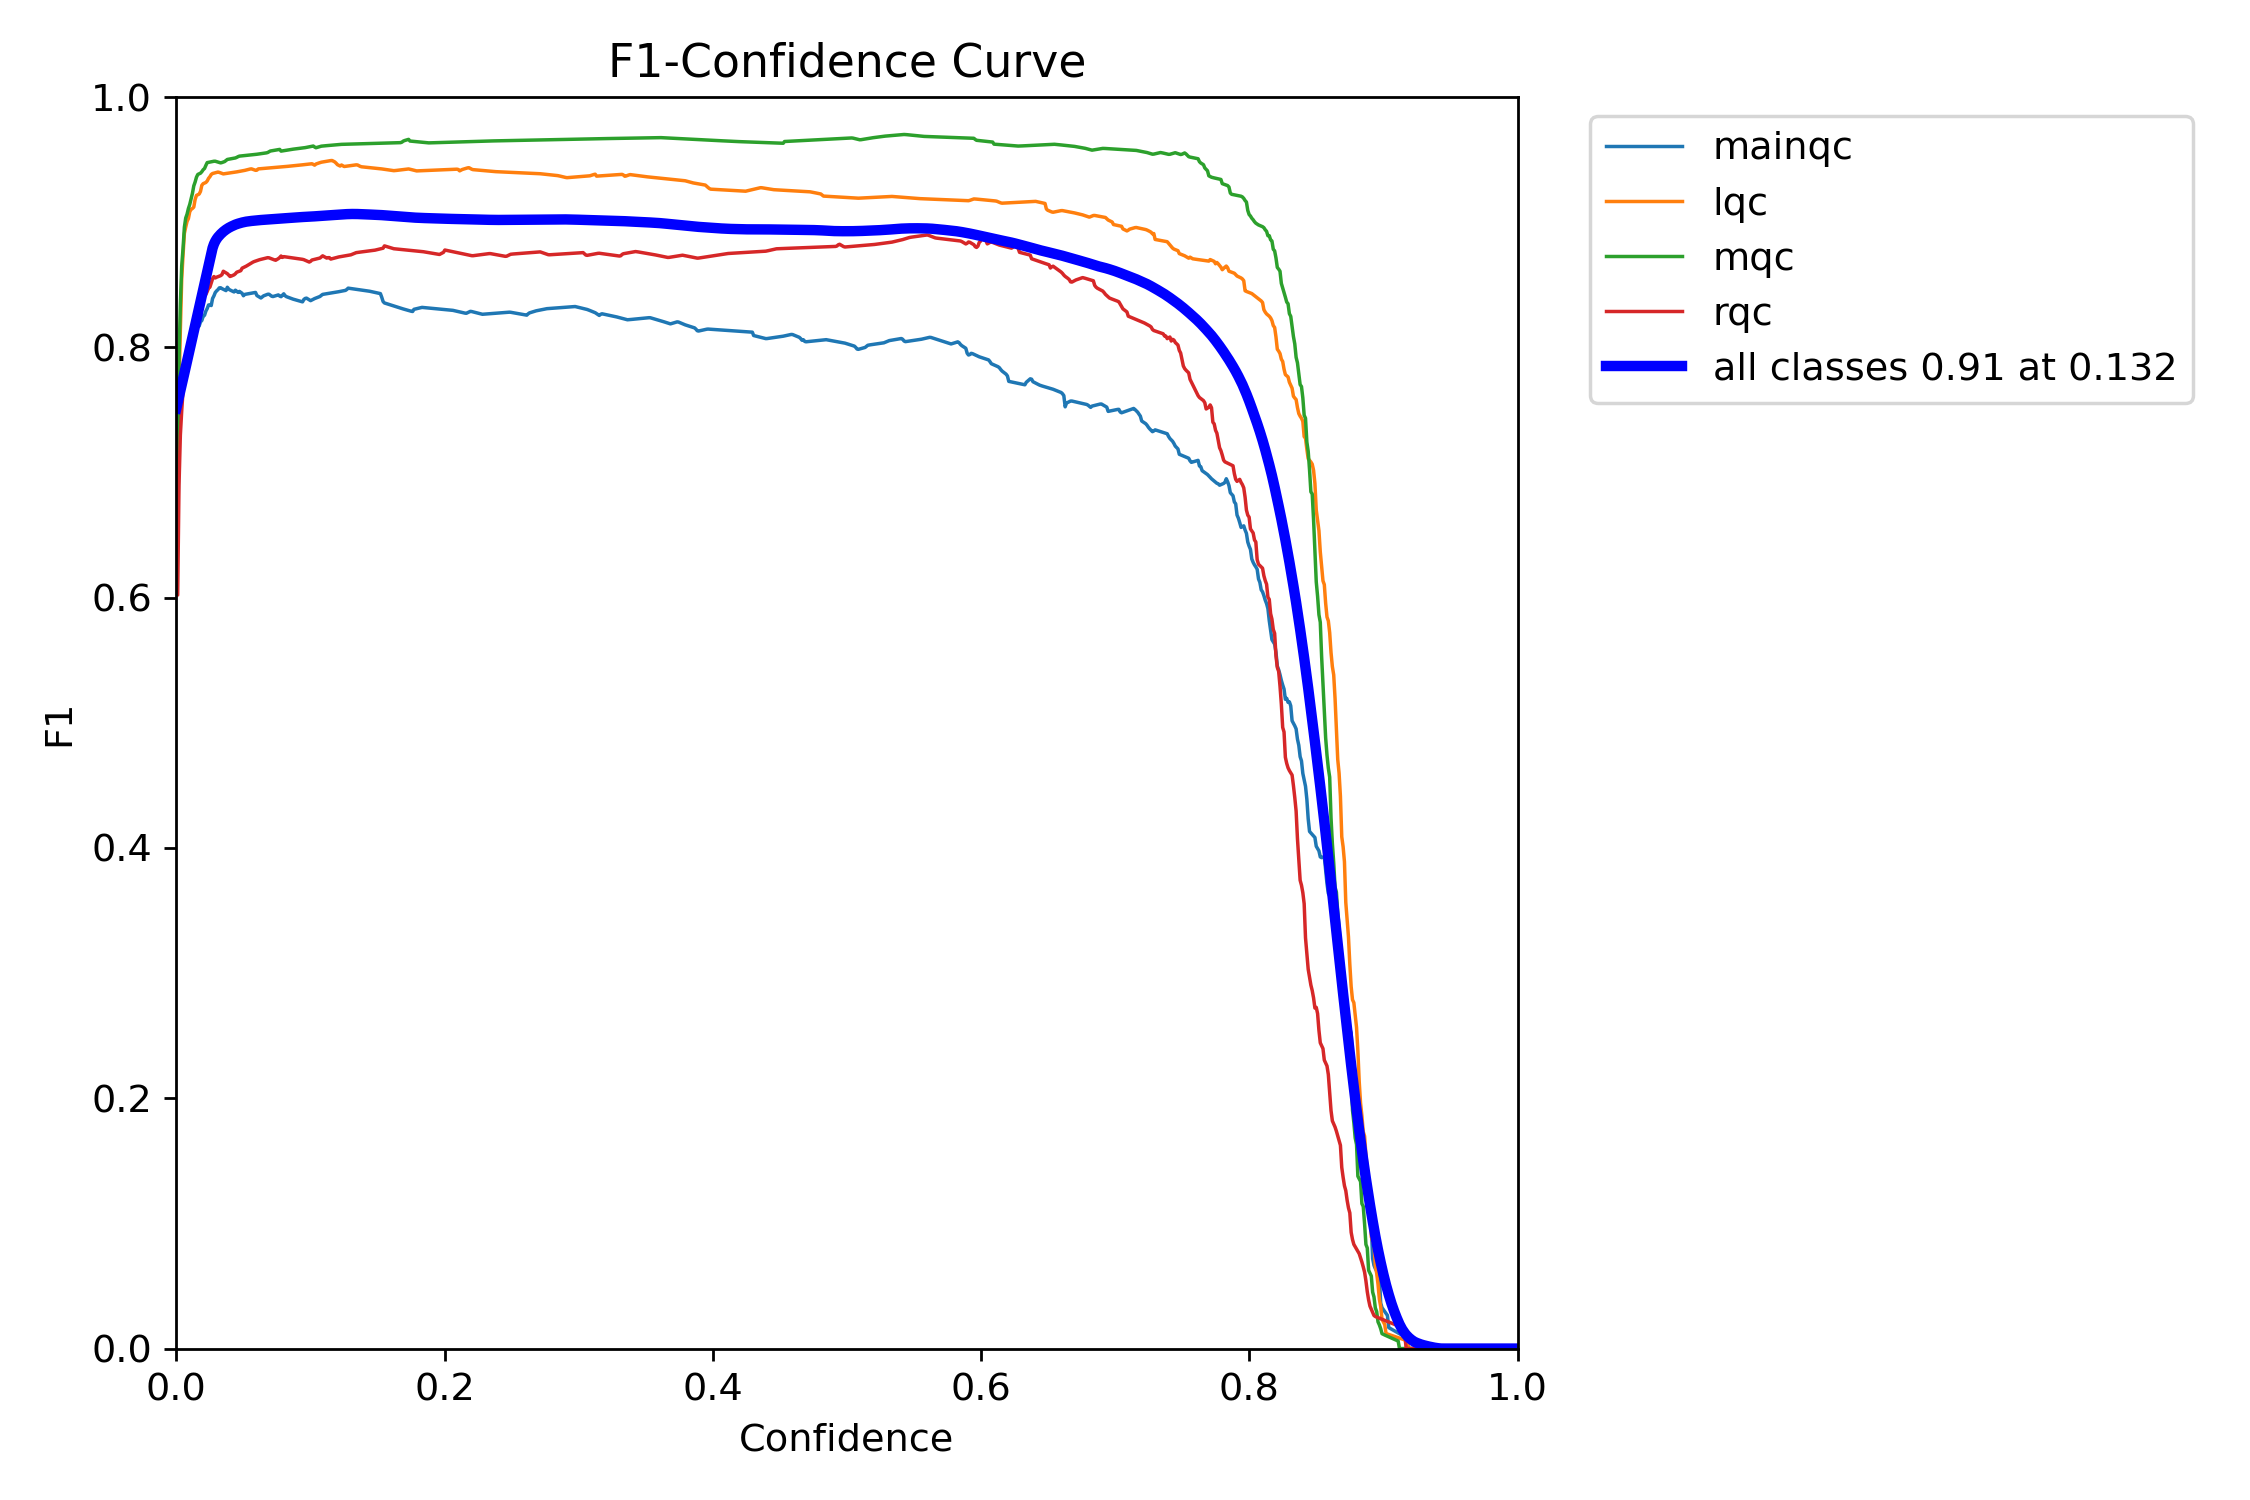 F1-Confidence Curve
1.0
0.8
0.6
0.4
0.2
0.0
F1
0.0 0.2 0.4 0.6 0.8 1.0
Confidence
mainqc
lqc
mqc
rqc
all classes 0.91 at 0.132